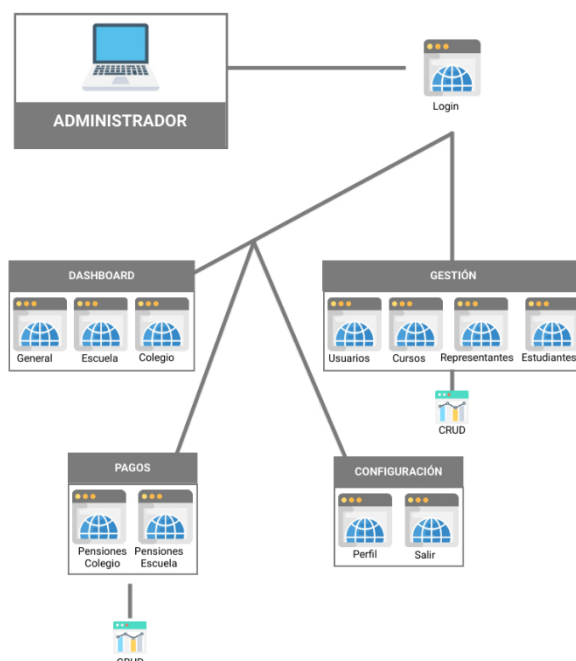 Login
ADMINISTRADOR
DASHBOARD
General
Escuela
Colegio
GESTIÓN
Usuarios
Cursos
Representantes
Estudiantes
CRUD
PAGOS
Pensiones
Colegio
Pensiones
Escuela
CONFIGURACIÓN
Perfil
Salir
CRUD